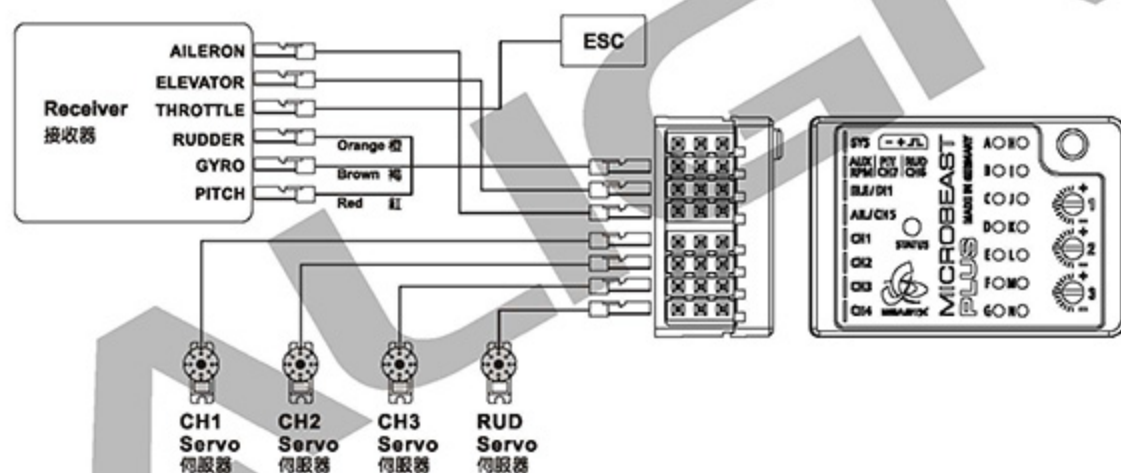 Receiver
接收器
AILERON
ELEVATOR
THROTTLE
RUDDER
GYRO
PITCH
Orange 橙
Brown 褐
Red 紅
ESC
SYS
AUX PIT RUD
RPM CH7 CH6
ELE/DI1
AIL/CH5
CH1
CH2
CH3
CH4
STATUS
MICROBEAST
PLUS
MADE IN GERMANY
A H
B I
C J
D K
E L
F M
G N
1
2
3
CH1
Servo
伺服器
CH2
Servo
伺服器
CH3
Servo
伺服器
RUD
Servo
伺服器